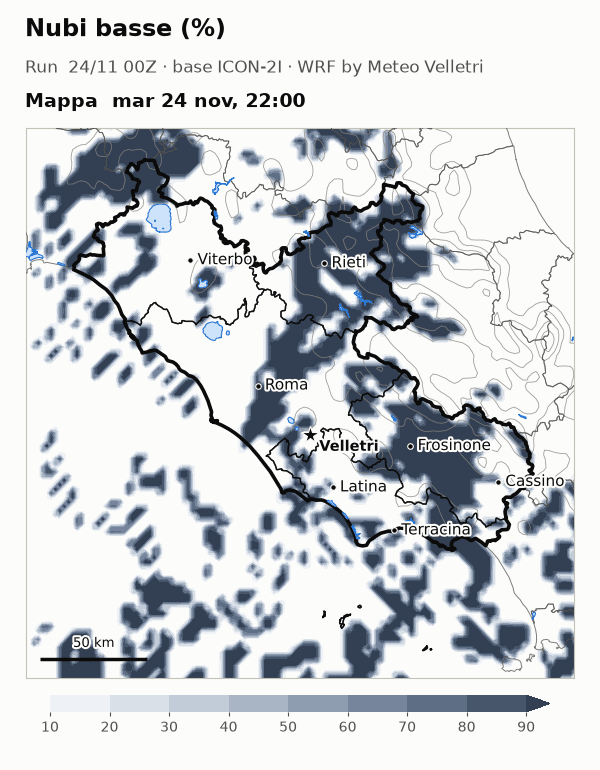 Nubi basse (%)
Run  24/11 00Z · base ICON-2I · WRF by Meteo Velletri
Mappa  mar 24 nov, 22:00
Viterbo
Rieti
Roma
Velletri
Frosinone
Cassino
Latina
Terracina
50 km
10 20 30 40 50 60 70 80 90